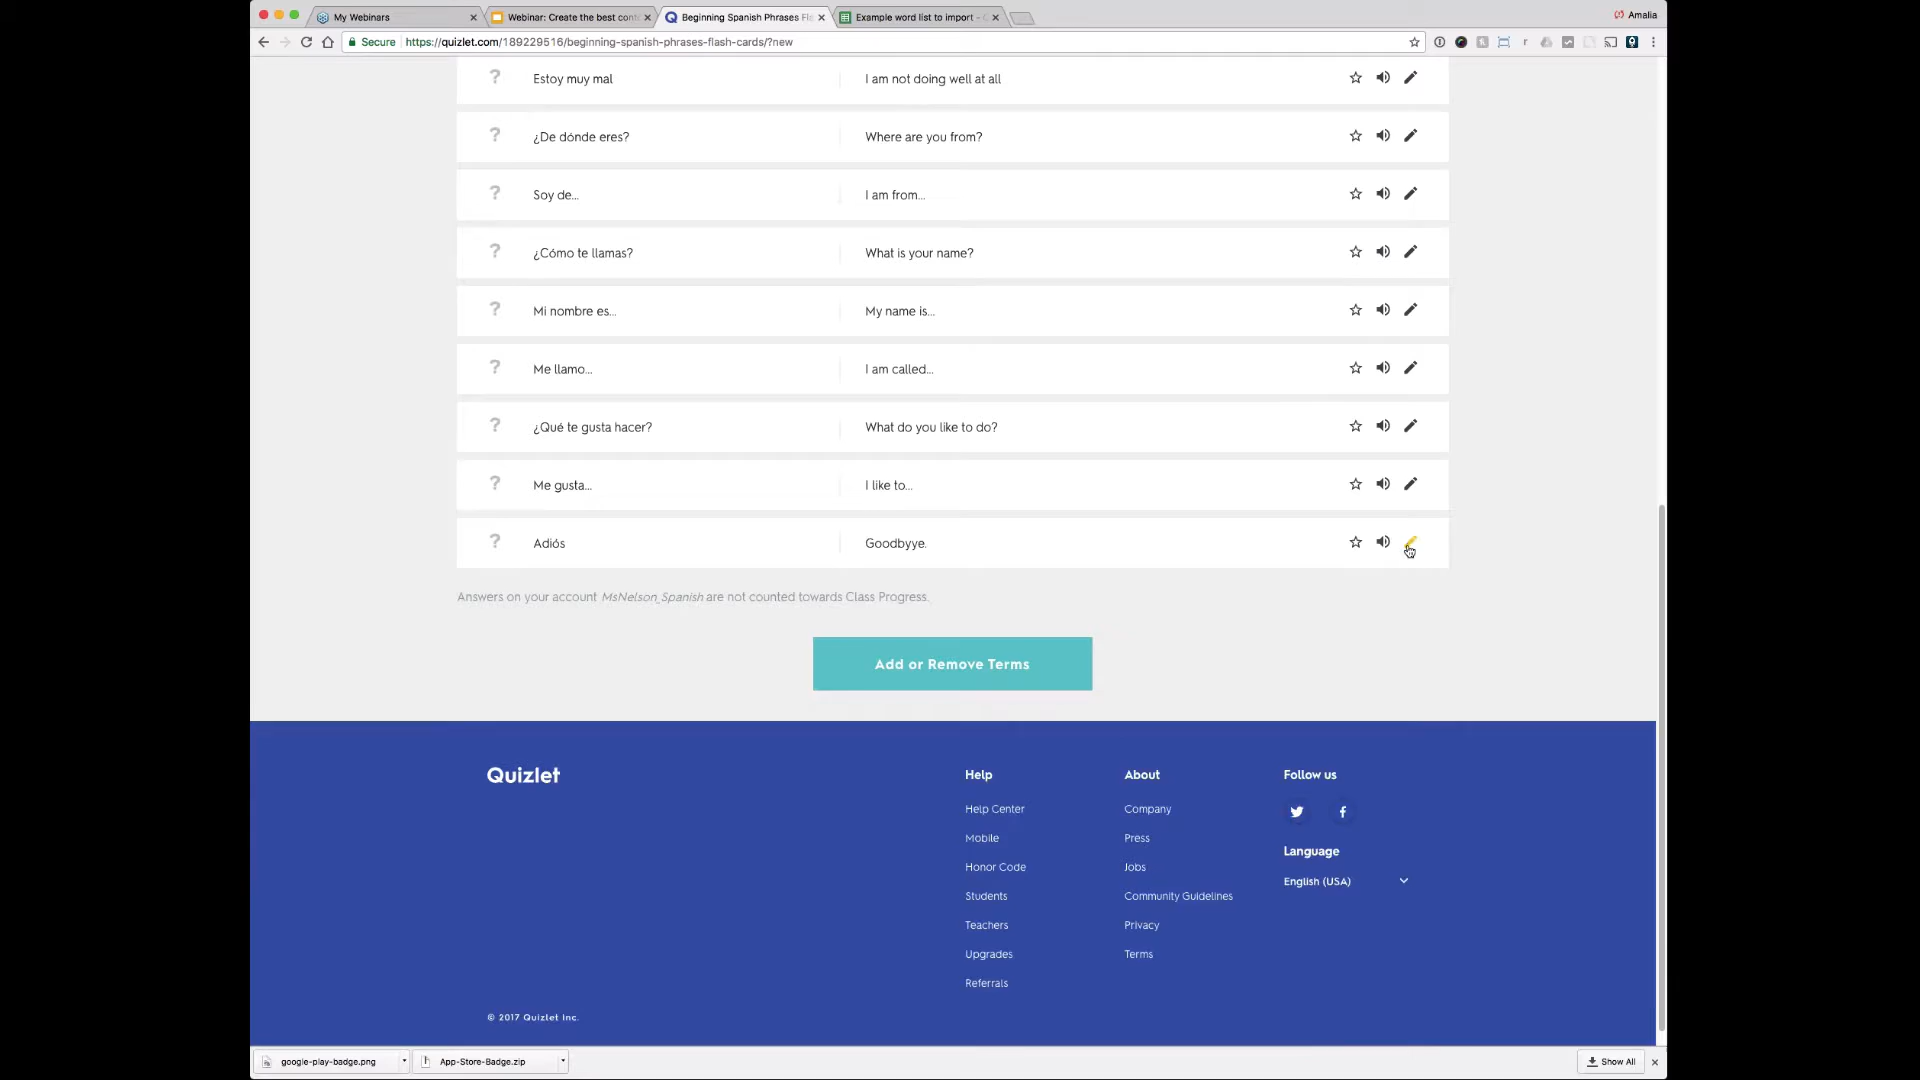 My Webinars
Webinar: Create the best cont
Beginning Spanish Phrases Fl
Example word list to import -
Amalia
Secure https://quizlet.com/189229516/beginning-spanish-phrases-flash-cards/?new
? Estoy muy mal I am not doing well at all
? ¿De dónde eres? Where are you from?
? Soy de... I am from...
? ¿Cómo te llamas? What is your name?
? Mi nombre es... My name is...
? Me llamo... I am called...
? ¿Qué te gusta hacer? What do you like to do?
? Me gusta... I like to...
? Adiós Goodbyye.
Answers on your account MsNelson_Spanish are not counted towards Class Progress.
Add or Remove Terms
Quizlet
Help
Help Center
Mobile
Honor Code
Students
Teachers
Upgrades
Referrals
About
Company
Press
Jobs
Community Guidelines
Privacy
Terms
Follow us
Language
English (USA)
© 2017 Quizlet Inc.
google-play-badge.png
App-Store-Badge.zip
Show All